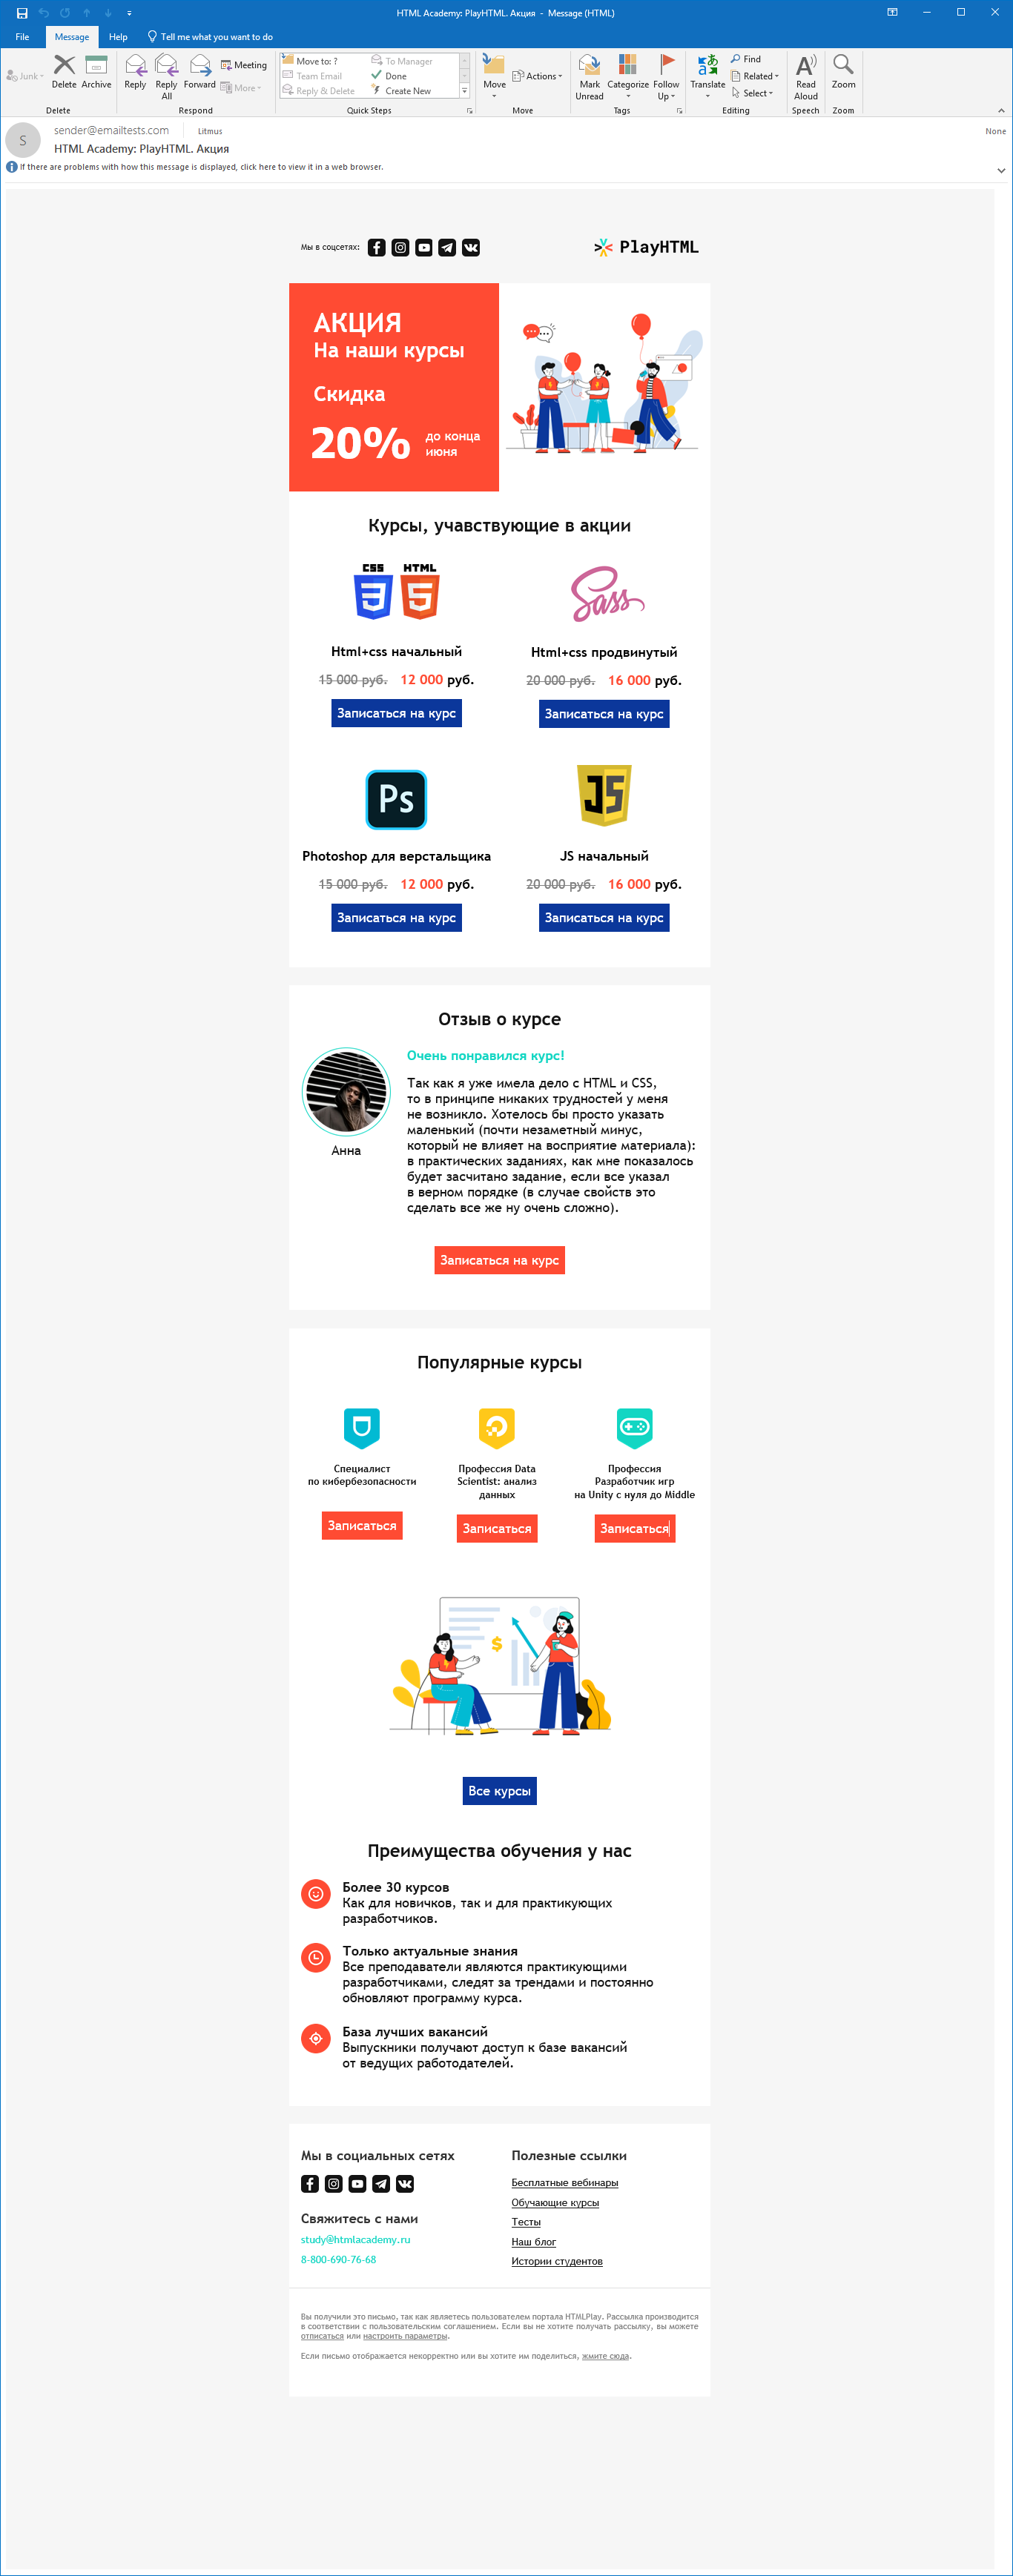 HTML Academy: PlayHTML. Акция - Message (HTML)
File Message Help Tell me what you want to do
Junk
Delete
Archive
Reply
Reply All
Forward
Meeting
More
Move to: ?
Team Email
Reply & Delete
To Manager
Done
Create New
Move
Actions
Mark Unread
Categorize
Follow Up
Translate
Find
Related
Select
Read Aloud
Zoom
Delete Respond Quick Steps Move Tags Editing Speech Zoom
S
sender@emailtests.com Litmus None
HTML Academy: PlayHTML. Акция
If there are problems with how this message is displayed, click here to view it in a web browser.
Мы в соцсетях: PlayHTML
АКЦИЯ
На наши курсы
Скидка
20% до конца
июня
Курсы, учавствующие в акции
CSS HTML
3 5
Sass
Html+css начальный
15 000 руб. 12 000 руб.
Записаться на курс
Html+css продвинутый
20 000 руб. 16 000 руб.
Записаться на курс
Ps
JS
Photoshop для верстальщика
15 000 руб. 12 000 руб.
Записаться на курс
JS начальный
20 000 руб. 16 000 руб.
Записаться на курс
Отзыв о курсе
Анна
Очень понравился курс!
Так как я уже имела дело с HTML и CSS,
то в принципе никаких трудностей у меня
не возникло. Хотелось бы просто указать
маленький (почти незаметный минус,
который не влияет на восприятие материала):
в практических заданиях, как мне показалось
будет засчитано задание, если все указал
в верном порядке (в случае свойств это
сделать все же ну очень сложно).
Записаться на курс
Популярные курсы
Специалист
по кибербезопасности
Записаться
Профессия Data
Scientist: анализ
данных
Записаться
Профессия
Разработчик игр
на Unity с нуля до Middle
Записаться
$
Все курсы
Преимущества обучения у нас
Более 30 курсов
Как для новичков, так и для практикующих
разработчиков.
Только актуальные знания
Все преподаватели являются практикующими
разработчиками, следят за трендами и постоянно
обновляют программу курса.
База лучших вакансий
Выпускники получают доступ к базе вакансий
от ведущих работодателей.
Мы в социальных сетях
Свяжитесь с нами
study@htmlacademy.ru
8-800-690-76-68
Полезные ссылки
Бесплатные вебинары
Обучающие курсы
Тесты
Наш блог
Истории студентов
Вы получили это письмо, так как являетесь пользователем портала HTMLPlay. Рассылка производится
в соответствии с пользовательским соглашением. Если вы не хотите получать рассылку, вы можете
отписаться или настроить параметры.
Если письмо отображается некорректно или вы хотите им поделиться, жмите сюда.